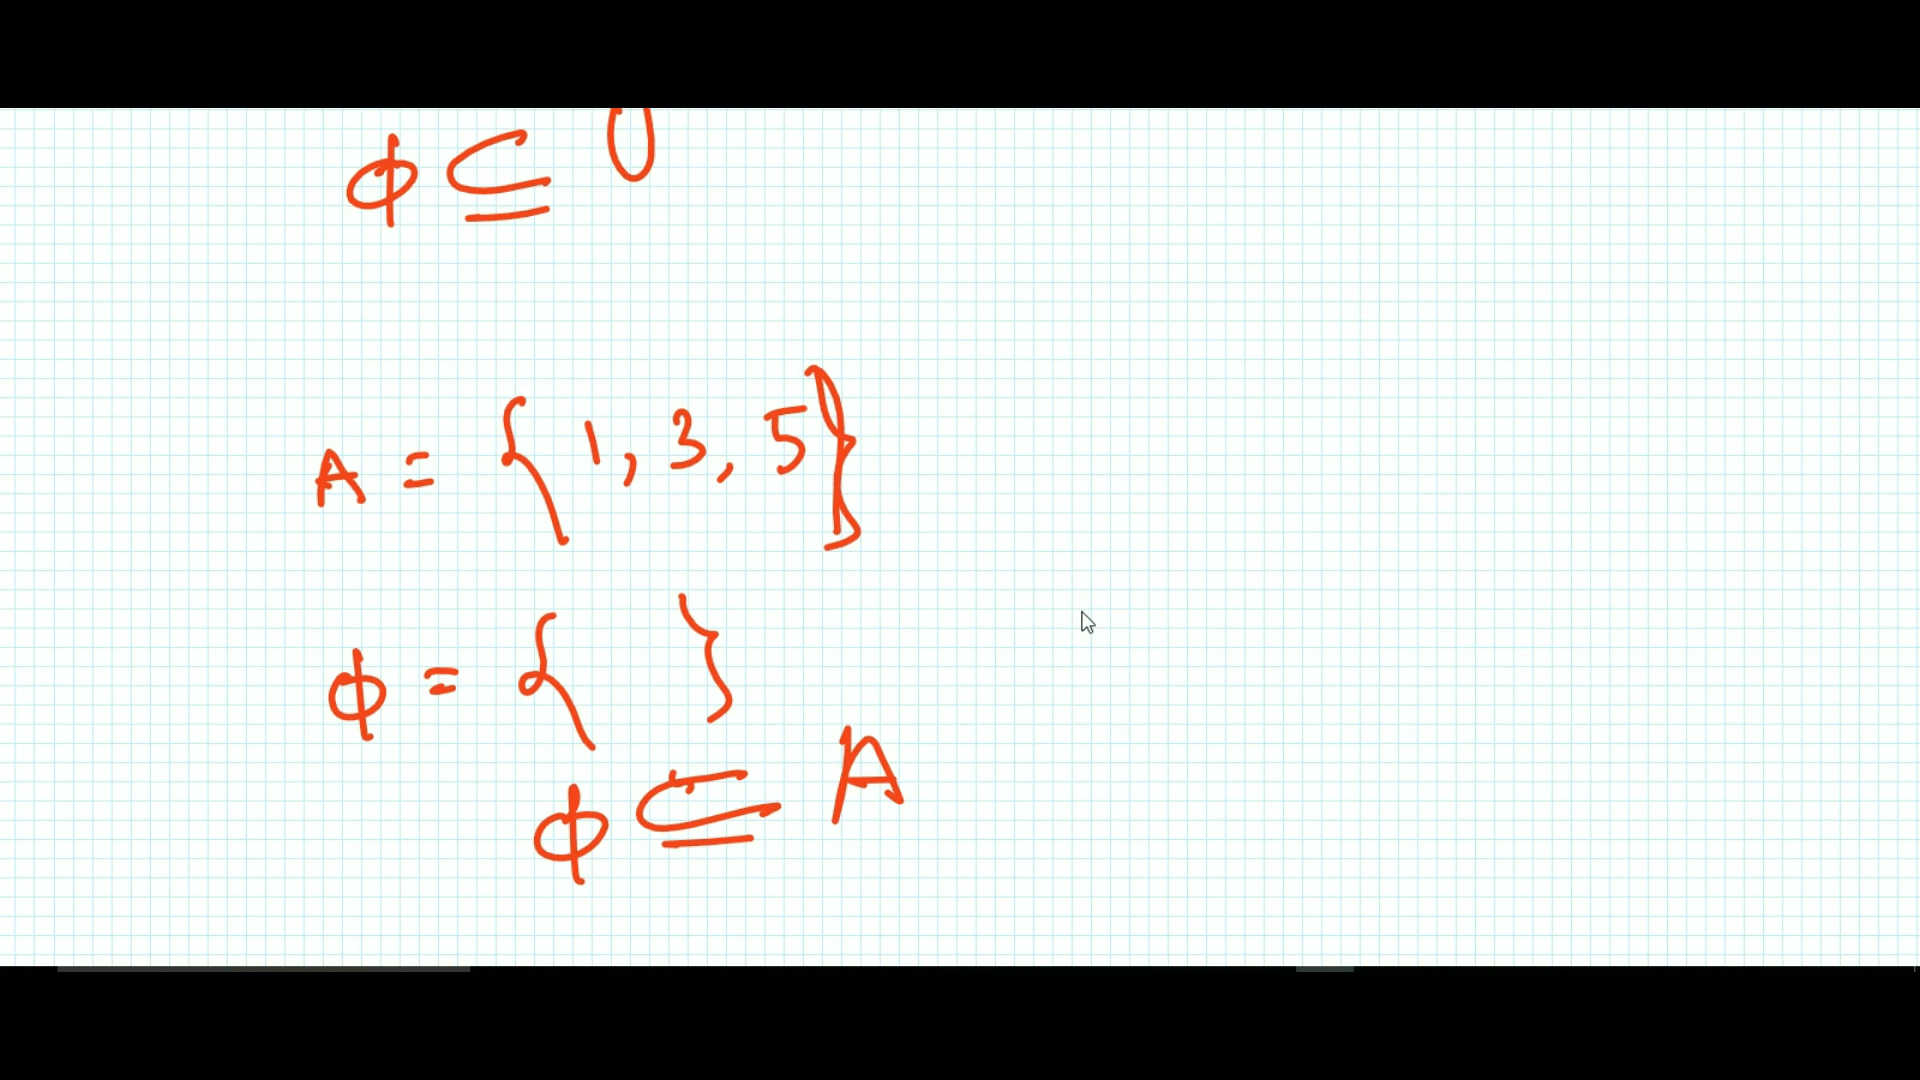 ϕ ⊆ U
A = { 1, 3, 5 }
ϕ = { }
ϕ ⊆ A